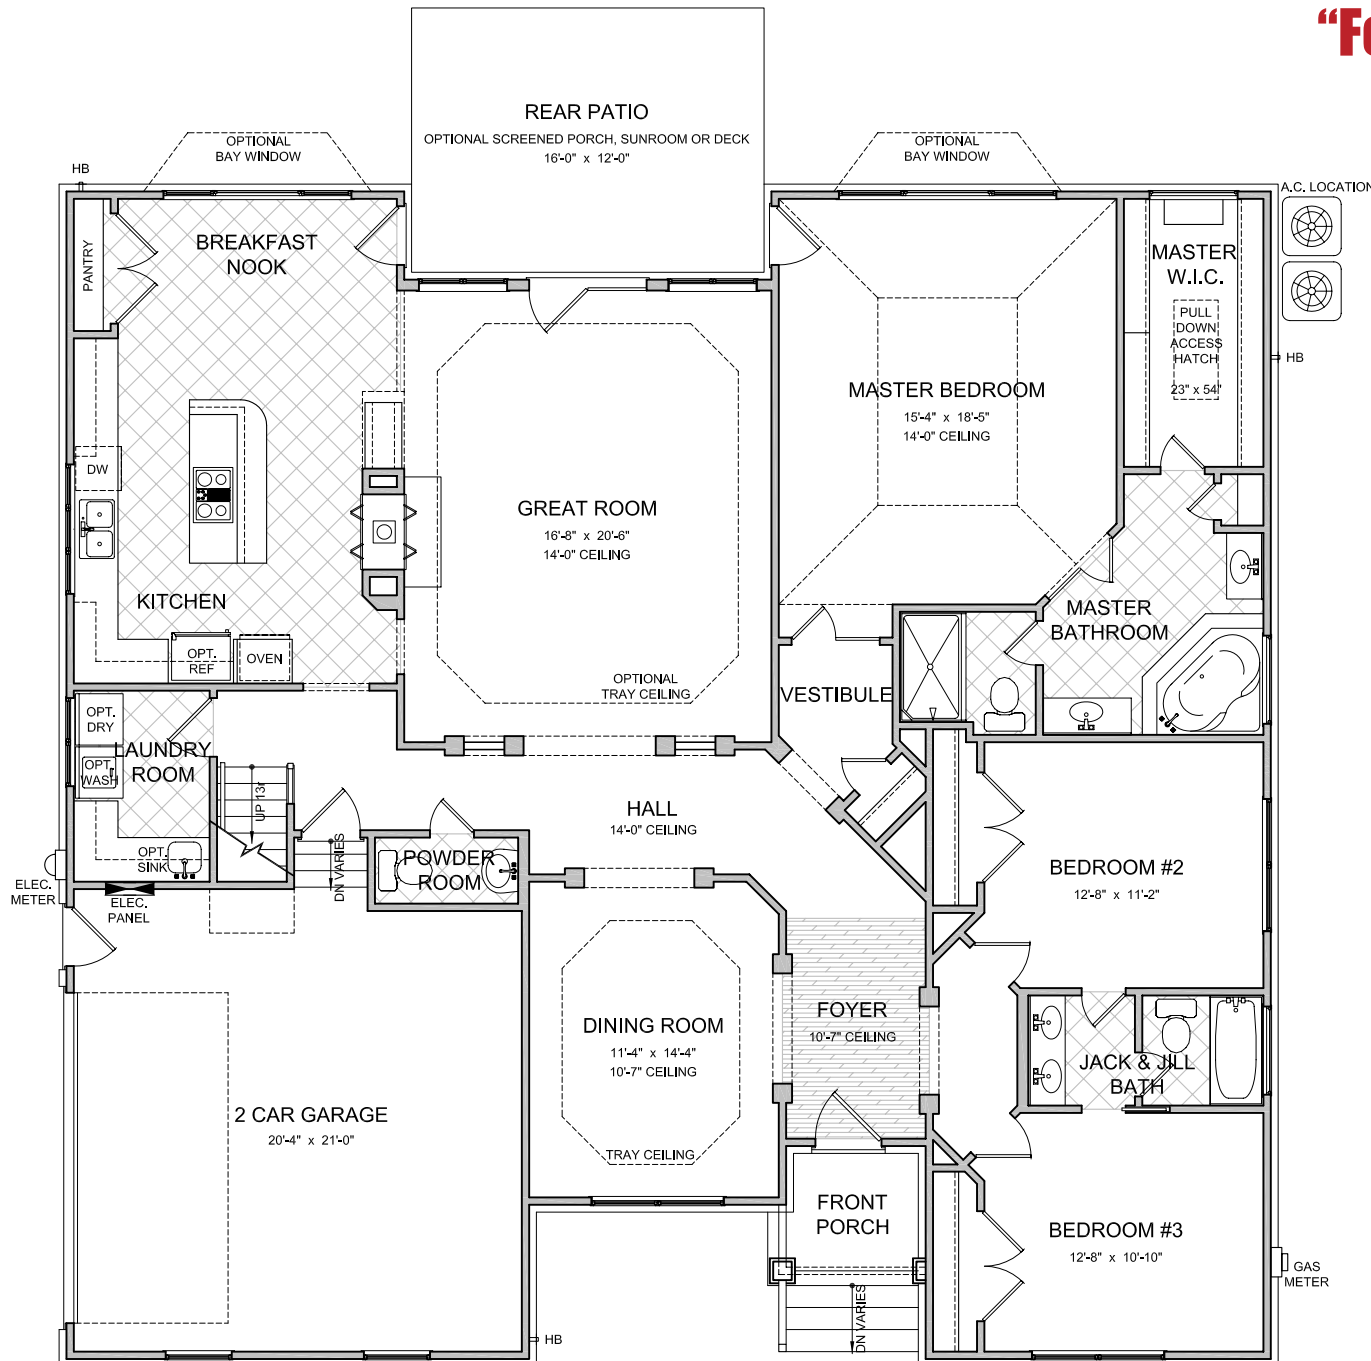 “Fo
REAR PATIO
OPTIONAL SCREENED PORCH, SUNROOM OR DECK
16'-0" x 12'-0"
OPTIONAL
BAY WINDOW
OPTIONAL
BAY WINDOW
HB
A.C. LOCATION
PANTRY
BREAKFAST
NOOK
MASTER
W.I.C.
PULL
DOWN
ACCESS
HATCH
23" x 54"
HB
MASTER BEDROOM
15'-4" x 18'-5"
14'-0" CEILING
DW
GREAT ROOM
16'-8" x 20'-6"
14'-0" CEILING
KITCHEN
OPT.
REF
OVEN
MASTER
BATHROOM
OPTIONAL
TRAY CEILING
VESTIBULE
OPT.
DRY
LAUNDRY
ROOM
OPT.
WASH
UP 13r
HALL
14'-0" CEILING
OPT.
SINK
DN VARIES
POWDER
ROOM
BEDROOM #2
12'-8" x 11'-2"
ELEC.
METER
ELEC.
PANEL
FOYER
10'-7" CEILING
DINING ROOM
11'-4" x 14'-4"
10'-7" CEILING
JACK & JILL
BATH
2 CAR GARAGE
20'-4" x 21'-0"
TRAY CEILING
FRONT
PORCH
BEDROOM #3
12'-8" x 10'-10"
GAS
METER
DN VARIES
HB